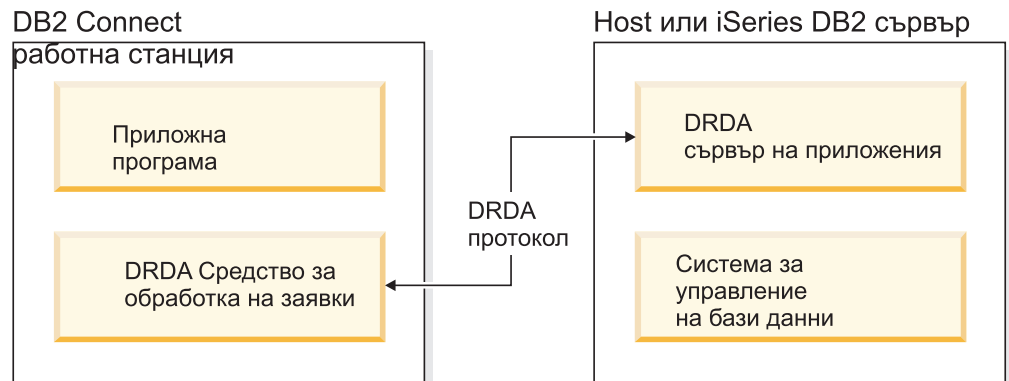 DB2 Connect
работна станция
Приложна
програма
DRDA Средство за
обработка на заявки
DRDA
протокол
Host или iSeries DB2 сървър
DRDA
сървър на приложения
Система за
управление
на бази данни